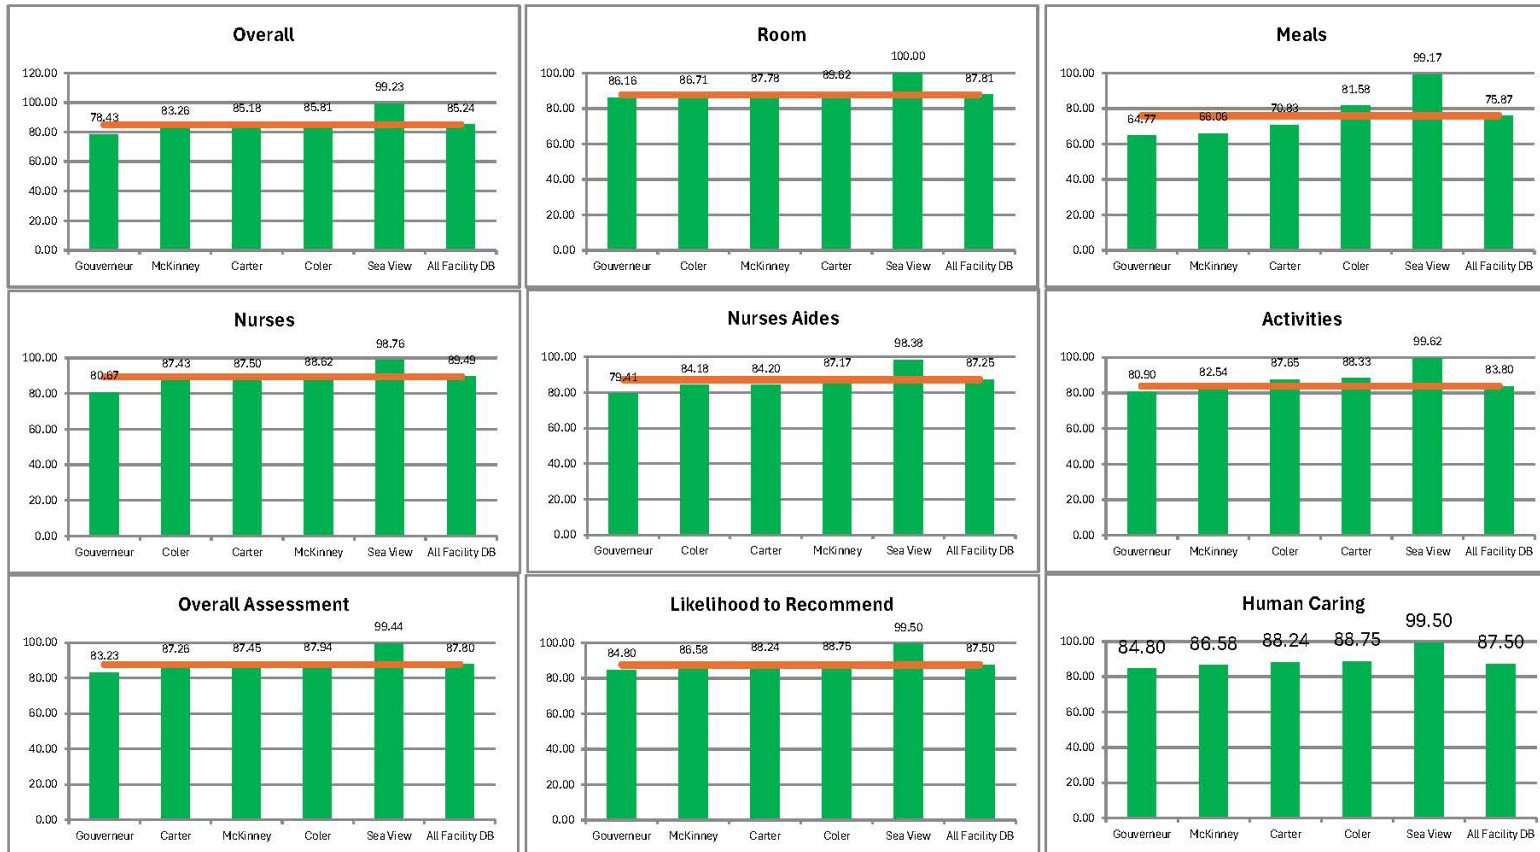 Overall
120.00
100.00
80.00
60.00
40.00
20.00
0.00
78.43 83.26 85.18 85.81 99.23 85.24
Gouverneur McKinney Carter Coler Sea View All Facility DB
Room
100.00
80.00
60.00
40.00
20.00
0.00
86.16 86.71 87.78 89.62 100.00 87.81
Gouverneur Coler McKinney Carter Sea View All Facility DB
Meals
100.00
80.00
60.00
40.00
20.00
0.00
64.77 66.06 70.83 81.58 99.17 75.87
Gouverneur McKinney Carter Coler Sea View All Facility DB
Nurses
100.00
80.00
60.00
40.00
20.00
0.00
80.67 87.43 87.50 88.62 98.76 89.49
Gouverneur Coler Carter McKinney Sea View All Facility DB
Nurses Aides
100.00
80.00
60.00
40.00
20.00
0.00
79.41 84.18 84.20 87.17 98.38 87.25
Gouverneur Coler Carter McKinney Sea View All Facility DB
Activities
100.00
80.00
60.00
40.00
20.00
0.00
80.90 82.54 87.65 88.33 99.62 83.80
Gouverneur McKinney Coler Carter Sea View All Facility DB
Overall Assessment
100.00
80.00
60.00
40.00
20.00
0.00
83.23 87.26 87.45 87.94 99.44 87.80
Gouverneur Carter McKinney Coler Sea View All Facility DB
Likelihood to Recommend
100.00
80.00
60.00
40.00
20.00
0.00
84.80 86.58 88.24 88.75 99.50 87.50
Gouverneur McKinney Carter Coler Sea View All Facility DB
Human Caring
100.00
80.00
60.00
40.00
20.00
0.00
84.80 86.58 88.24 88.75 99.50 87.50
Gouverneur McKinney Carter Coler Sea View All Facility DB